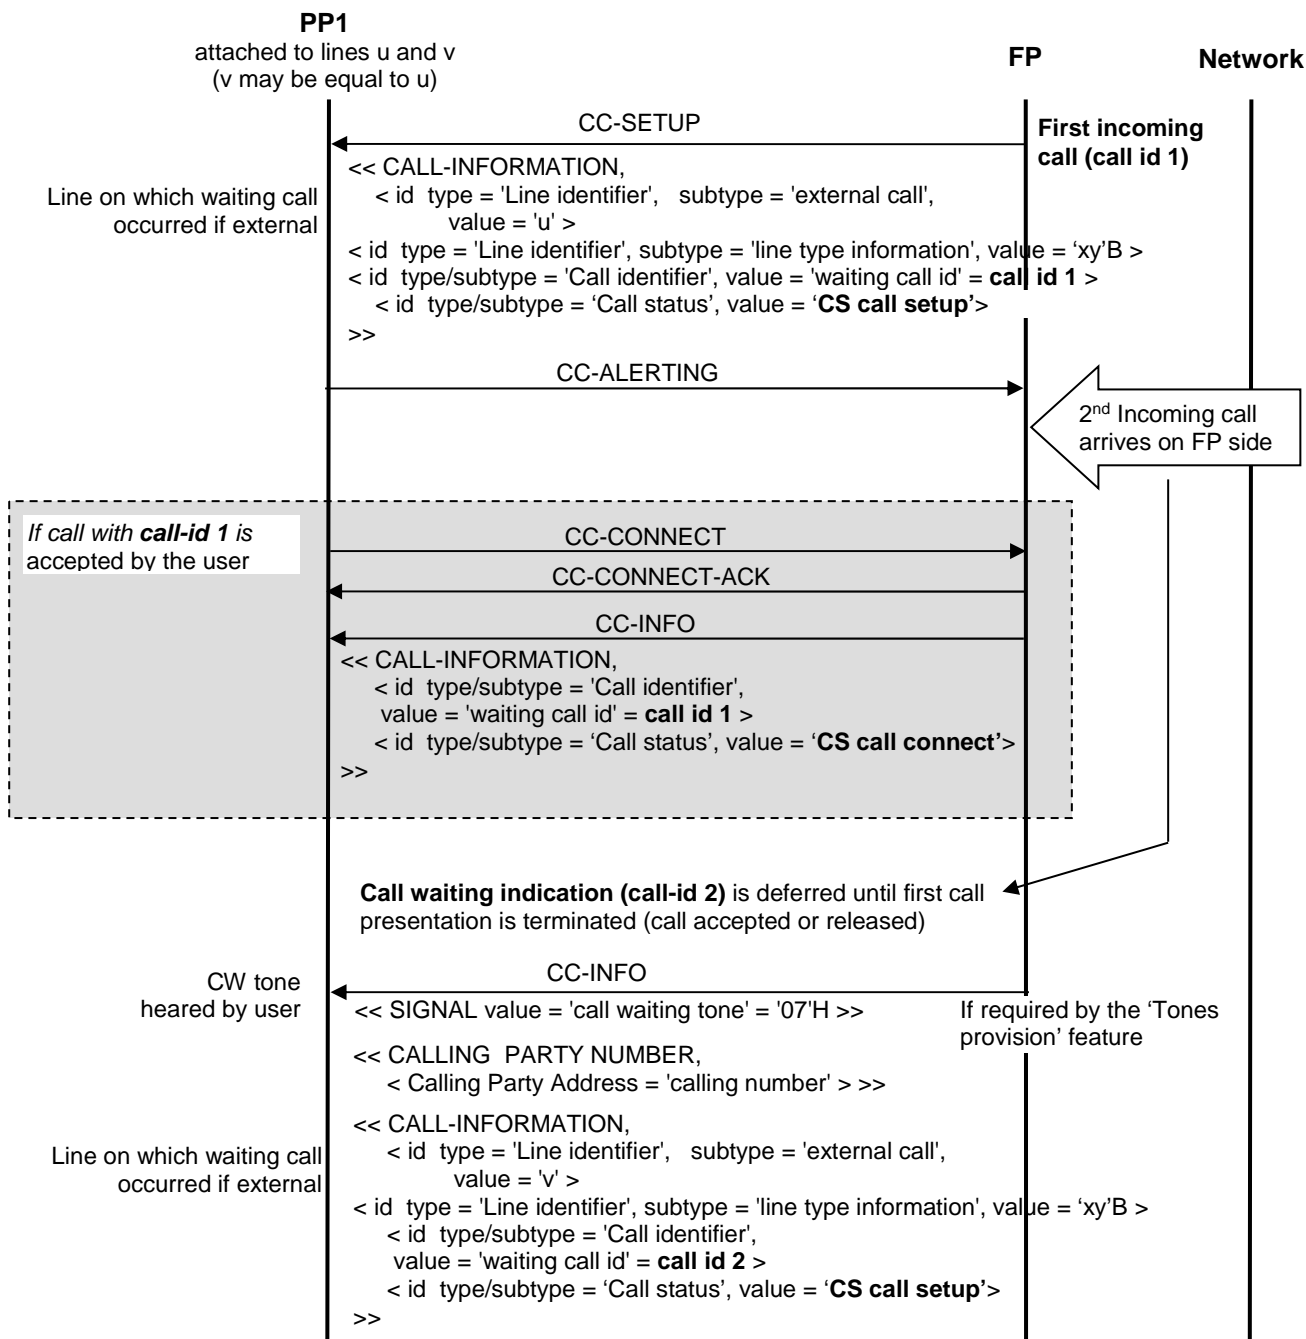 PP1
attached to lines u and v
(v may be equal to u)
FP
Network
CC-SETUP
First incoming
call (call id 1)
<< CALL-INFORMATION,
< id type = 'Line identifier', subtype = 'external call',
value = 'u' >
Line on which waiting call
occurred if external
< id type = 'Line identifier', subtype = 'line type information', value = ‘xy’B >
< id type/subtype = 'Call identifier', value = 'waiting call id' = call id 1 >
< id type/subtype = ‘Call status’, value = ‘CS call setup’>
>>
CC-ALERTING
2nd Incoming call
arrives on FP side
If call with call-id 1 is
accepted by the user
CC-CONNECT
CC-CONNECT-ACK
CC-INFO
<< CALL-INFORMATION,
< id type/subtype = 'Call identifier',
value = 'waiting call id' = call id 1 >
< id type/subtype = ‘Call status’, value = ‘CS call connect’>
>>
Call waiting indication (call-id 2) is deferred until first call
presentation is terminated (call accepted or released)
CC-INFO
CW tone
heared by user
<< SIGNAL value = 'call waiting tone' = '07'H >>
If required by the ‘Tones
provision’ feature
<< CALLING PARTY NUMBER,
< Calling Party Address = 'calling number' > >>
<< CALL-INFORMATION,
< id type = 'Line identifier', subtype = 'external call',
value = 'v' >
Line on which waiting call
occurred if external
< id type = 'Line identifier', subtype = 'line type information', value = ‘xy’B >
< id type/subtype = 'Call identifier',
value = 'waiting call id' = call id 2 >
< id type/subtype = ‘Call status’, value = ‘CS call setup’>
>>